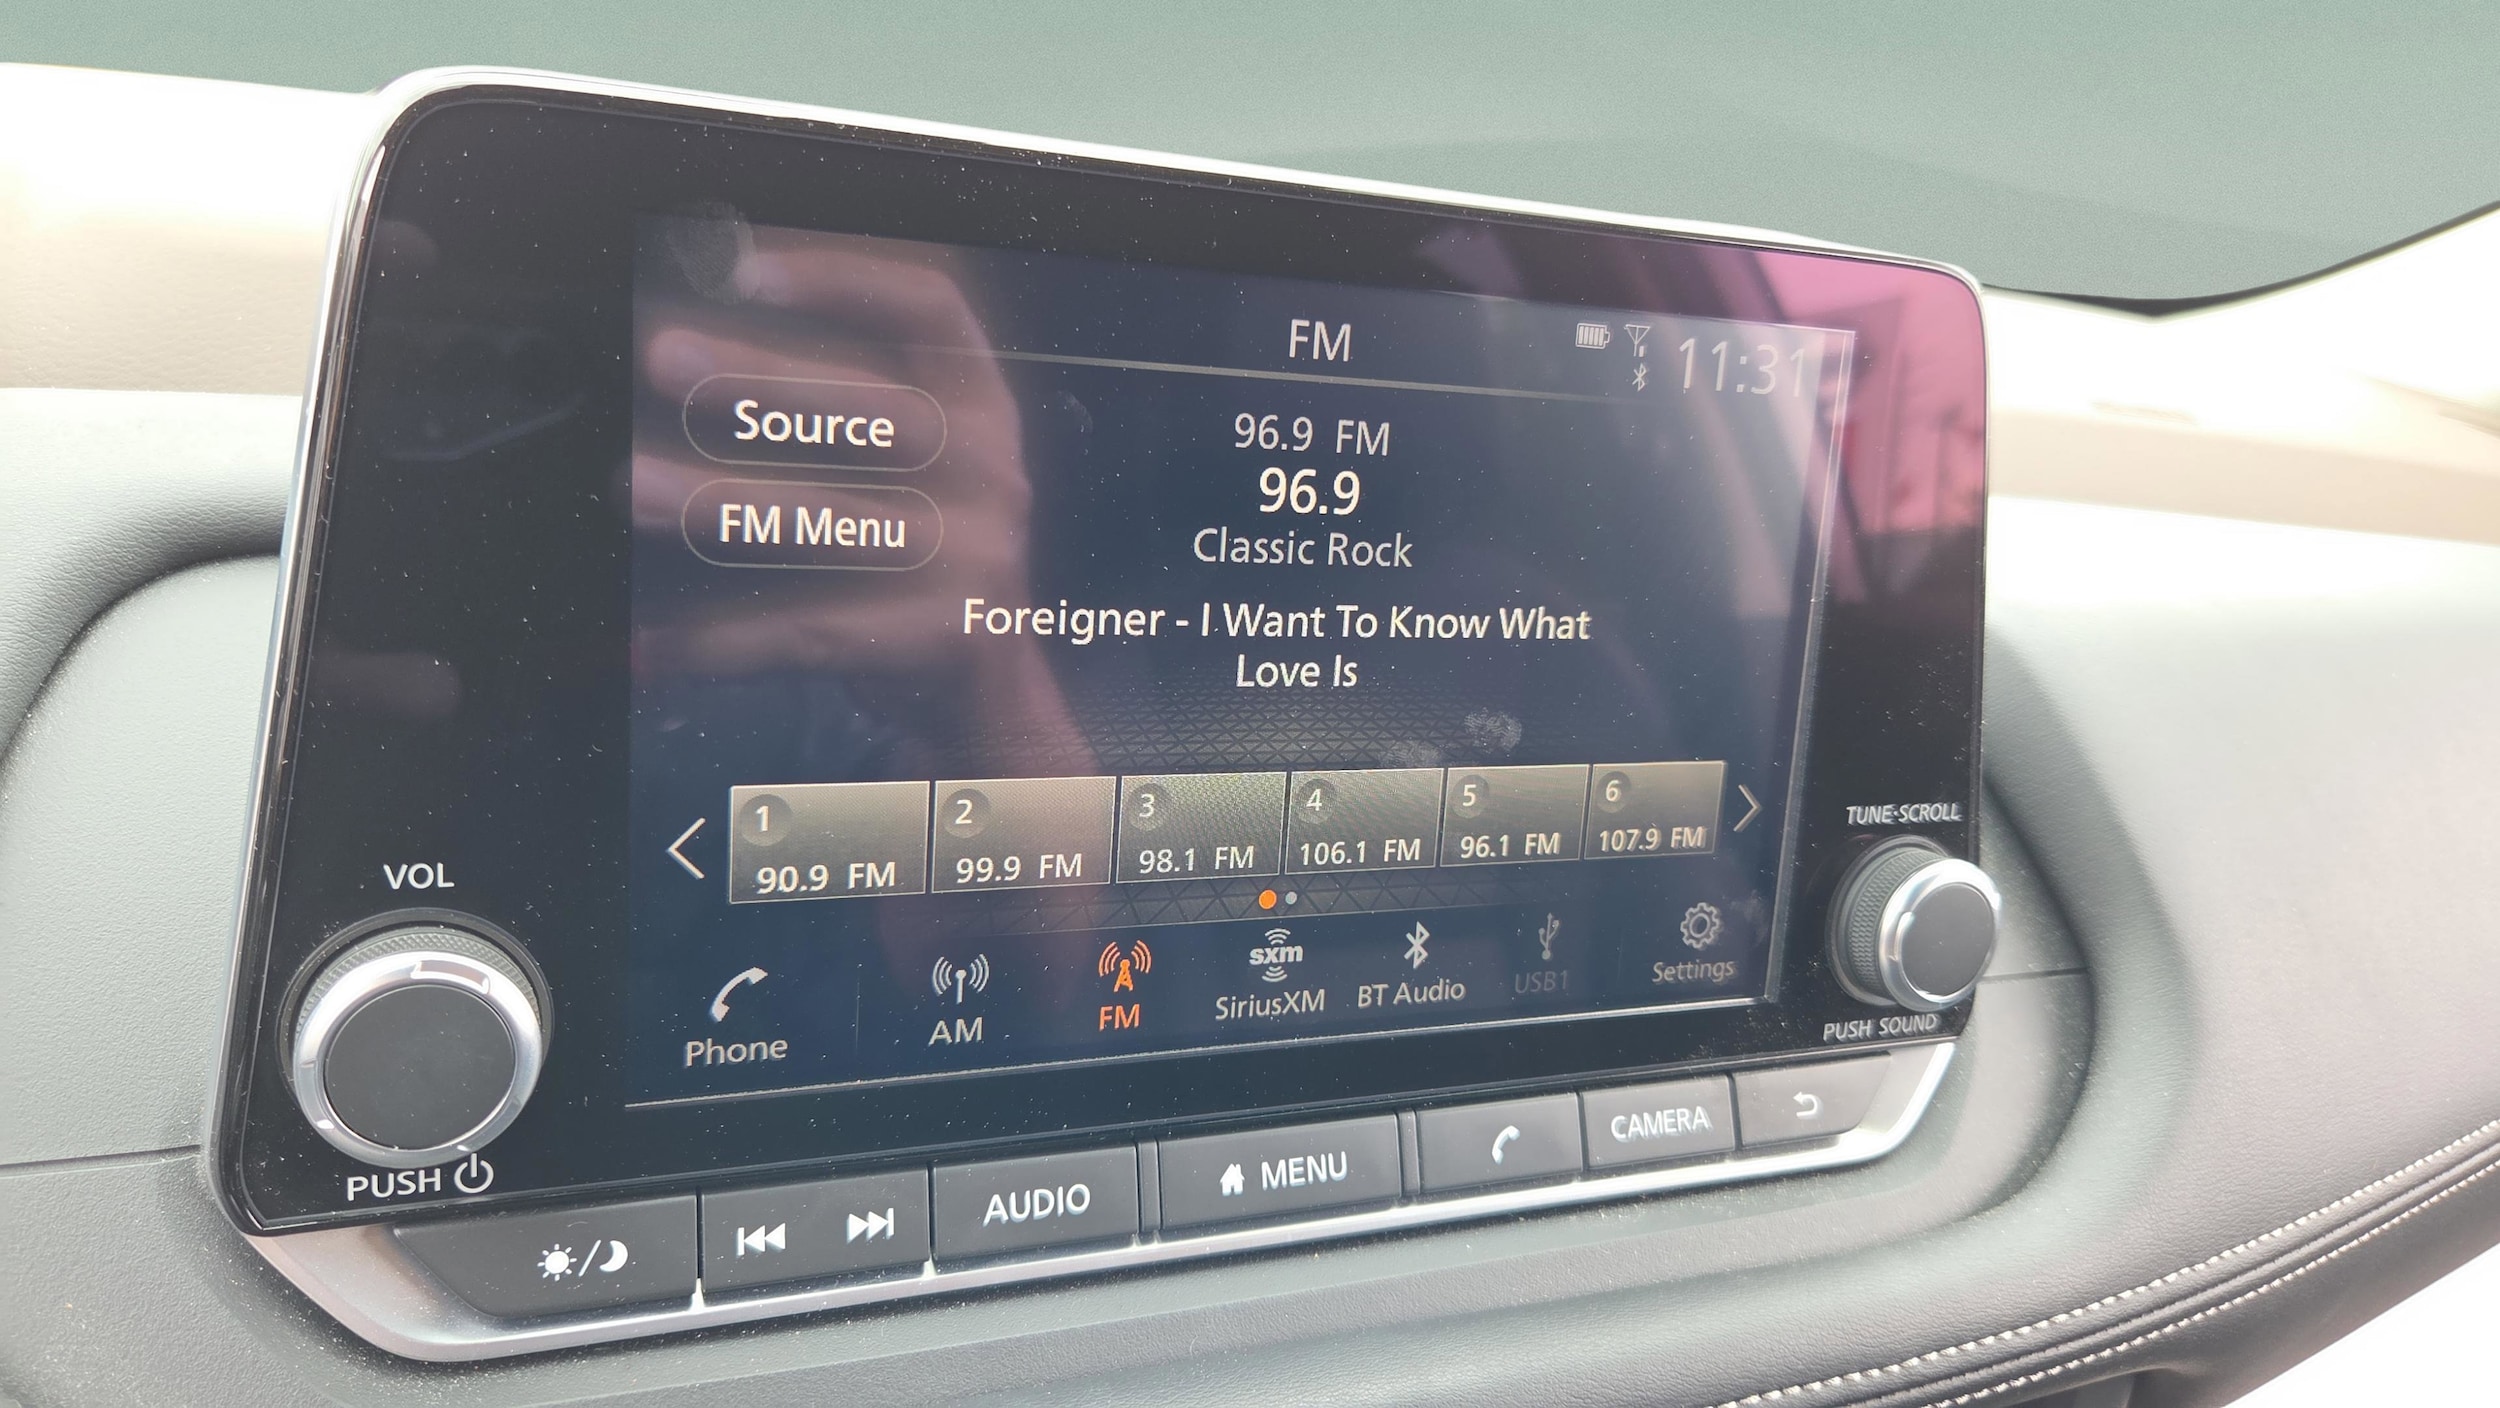 FM
11:31
Source
FM Menu
96.9 FM
96.9
Classic Rock
Foreigner - I Want To Know What
Love Is
1
90.9 FM
2
99.9 FM
3
98.1 FM
4
106.1 FM
5
96.1 FM
6
107.9 FM
Phone
AM
FM
sxm
SiriusXM
BT Audio
USB1
Settings
VOL
PUSH
TUNE·SCROLL
PUSH SOUND
AUDIO
MENU
CAMERA